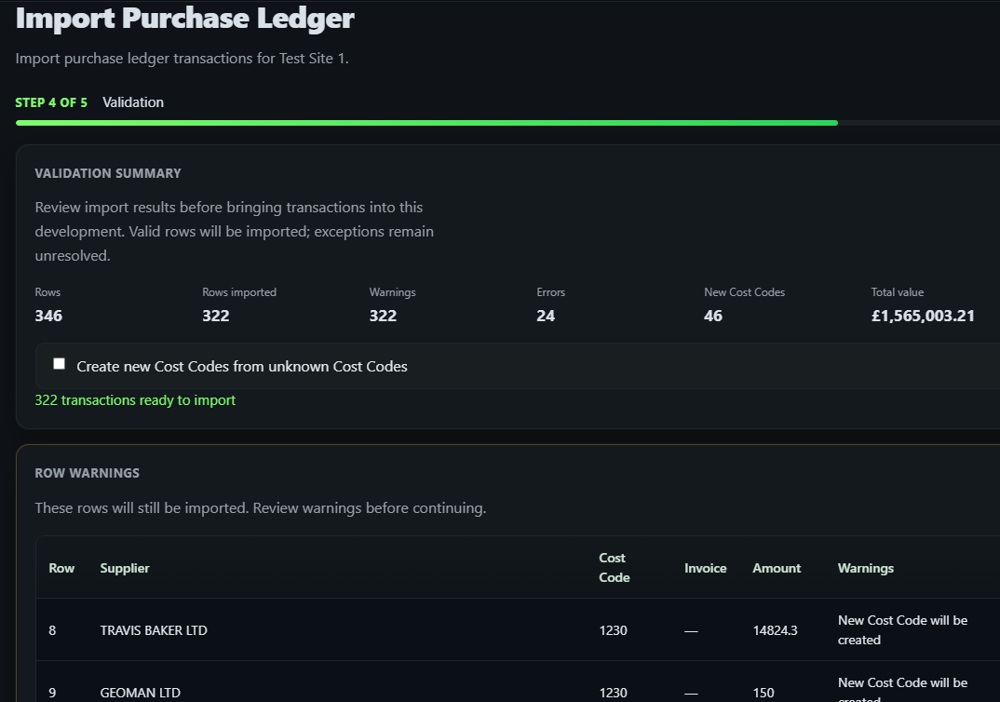 Import Purchase Ledger
Import purchase ledger transactions for Test Site 1.
STEP 4 OF 5 Validation
VALIDATION SUMMARY
Review import results before bringing transactions into this
development. Valid rows will be imported; exceptions remain
unresolved.
Rows Rows imported Warnings Errors New Cost Codes Total value
346 322 322 24 46 £1,565,003.21
Create new Cost Codes from unknown Cost Codes
322 transactions ready to import
ROW WARNINGS
These rows will still be imported. Review warnings before continuing.
Row Supplier Cost Code Invoice Amount Warnings
8 TRAVIS BAKER LTD 1230 — 14824.3 New Cost Code will be
created
9 GEOMAN LTD 1230 — 150 New Cost Code will be
created